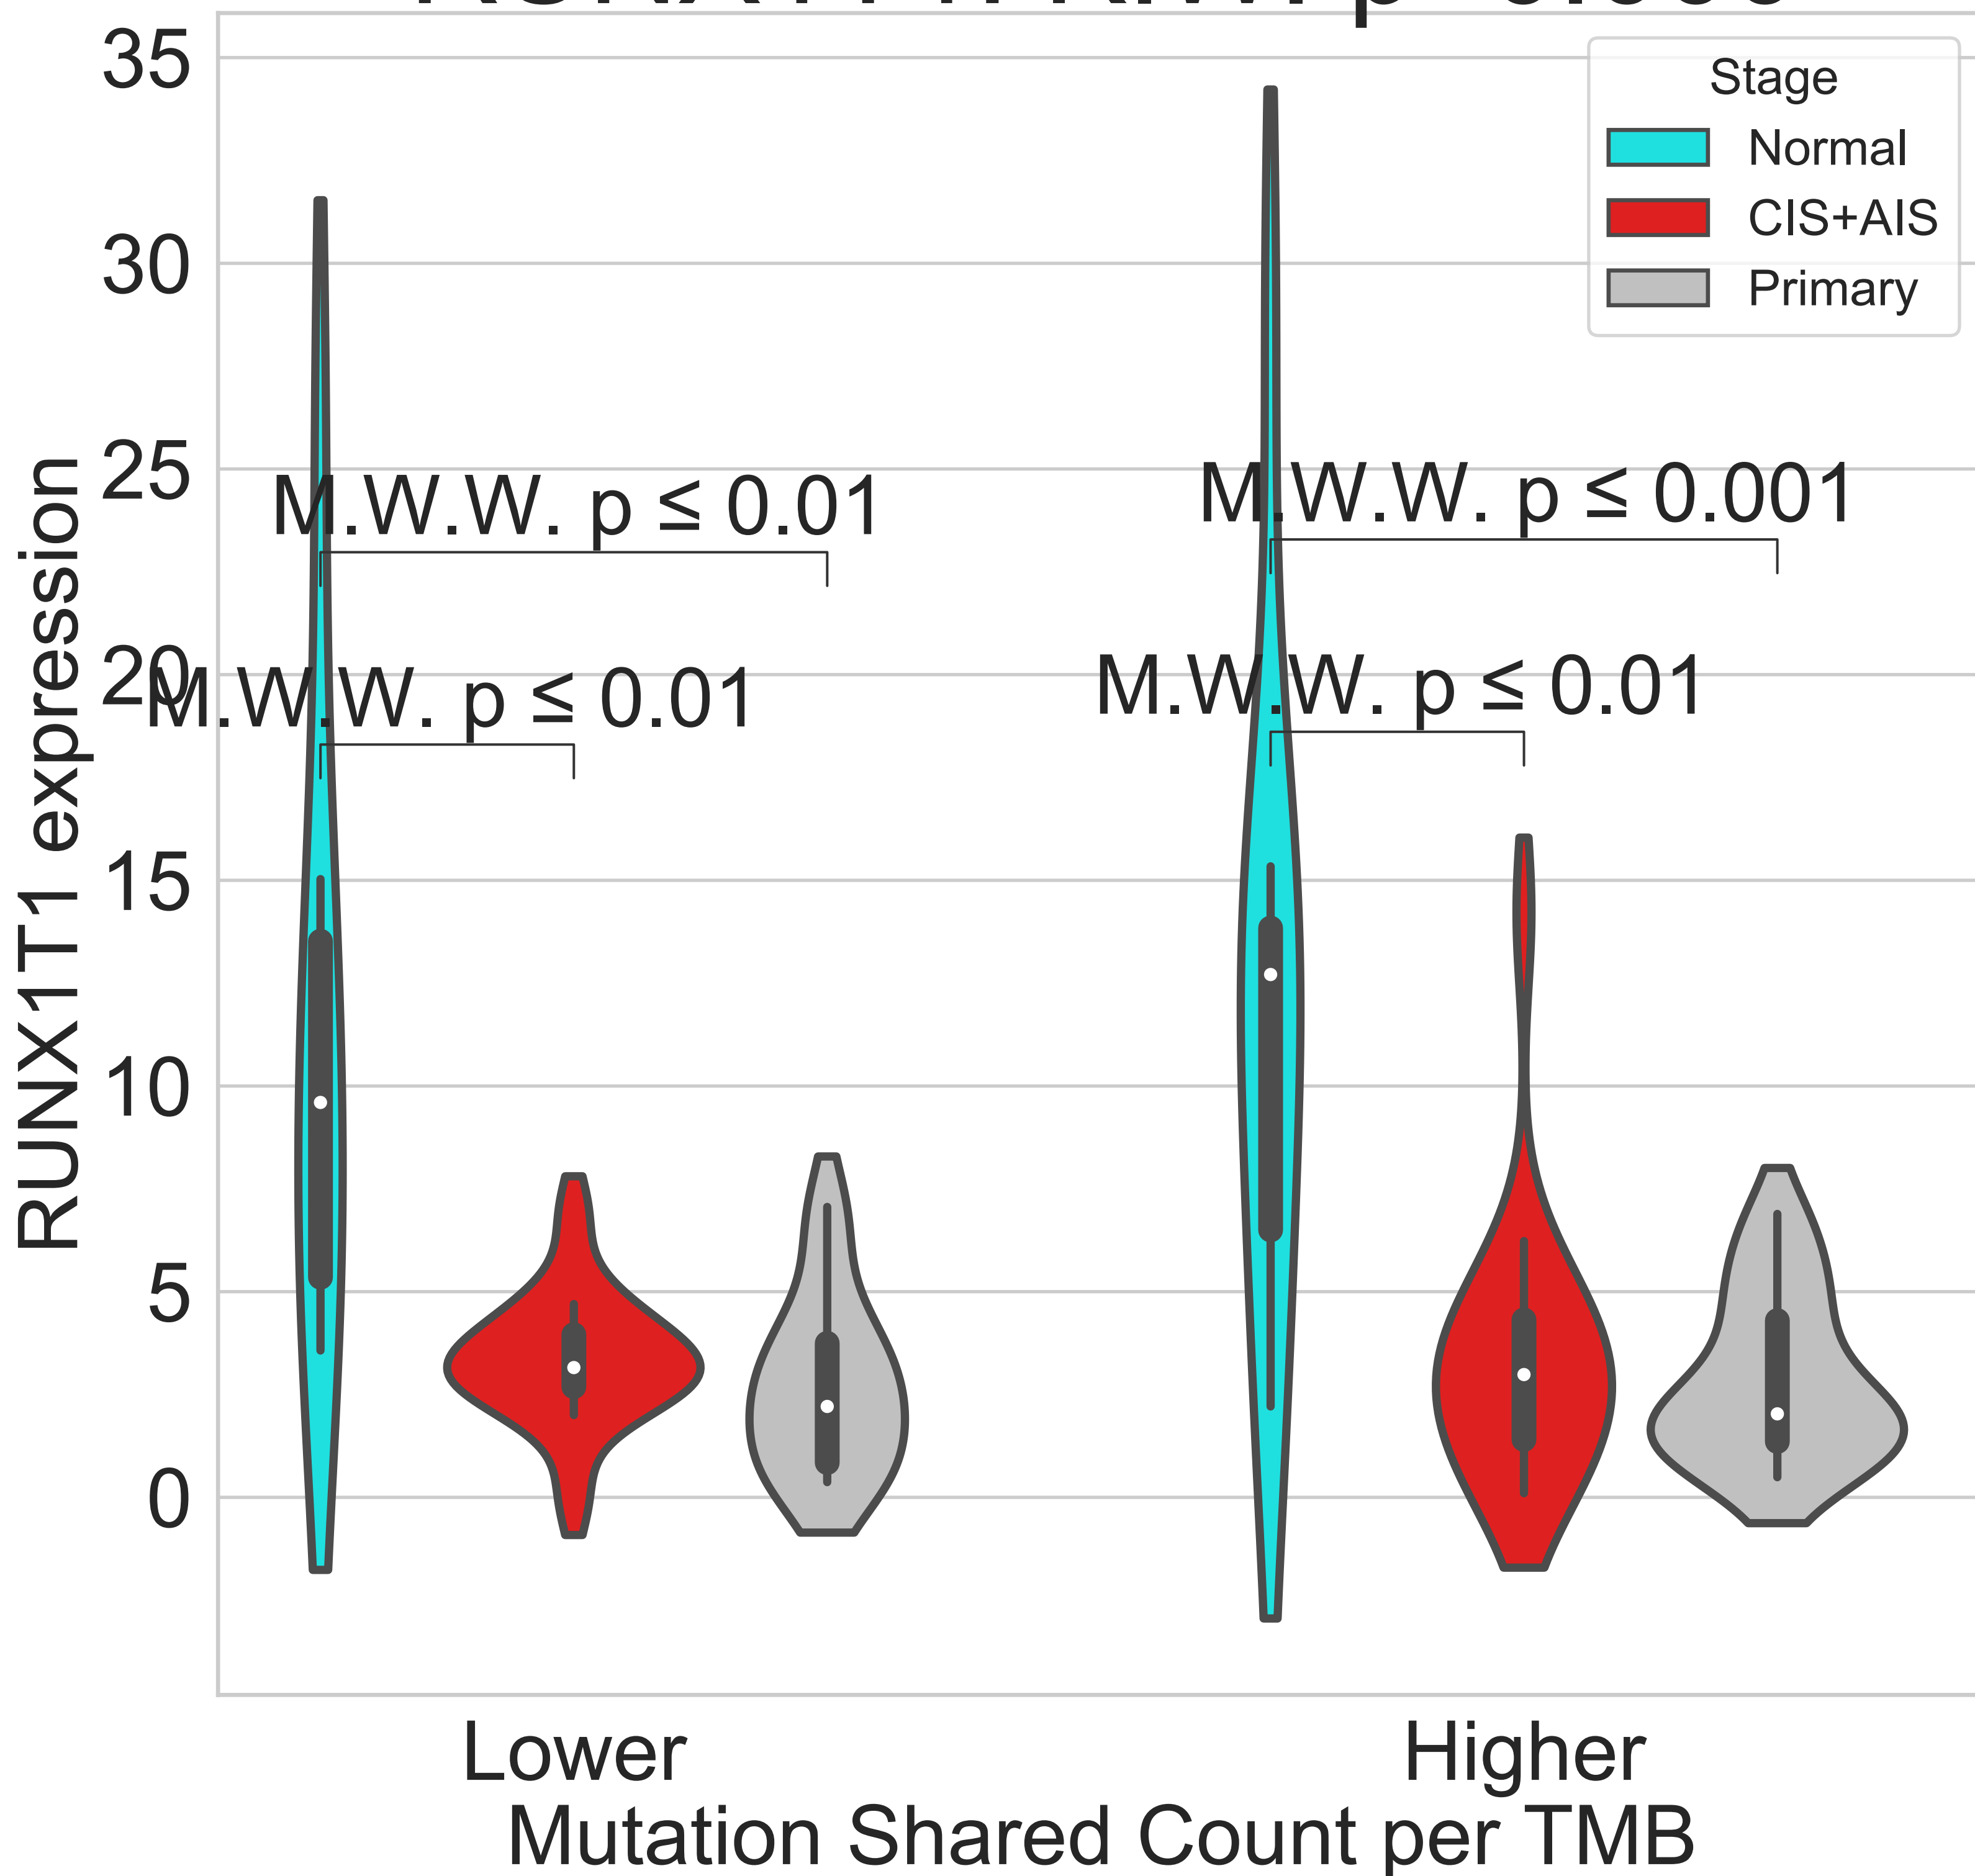 35
Stage
Normal
CIS+AIS
Primary
30
25
M.W.W. p ≤ 0.01
M.W.W. p ≤ 0.001
20
M.W.W. p ≤ 0.01
M.W.W. p ≤ 0.01
15
10
5
0
RUNX1T1 expression
Lower
Higher
Mutation Shared Count per TMB